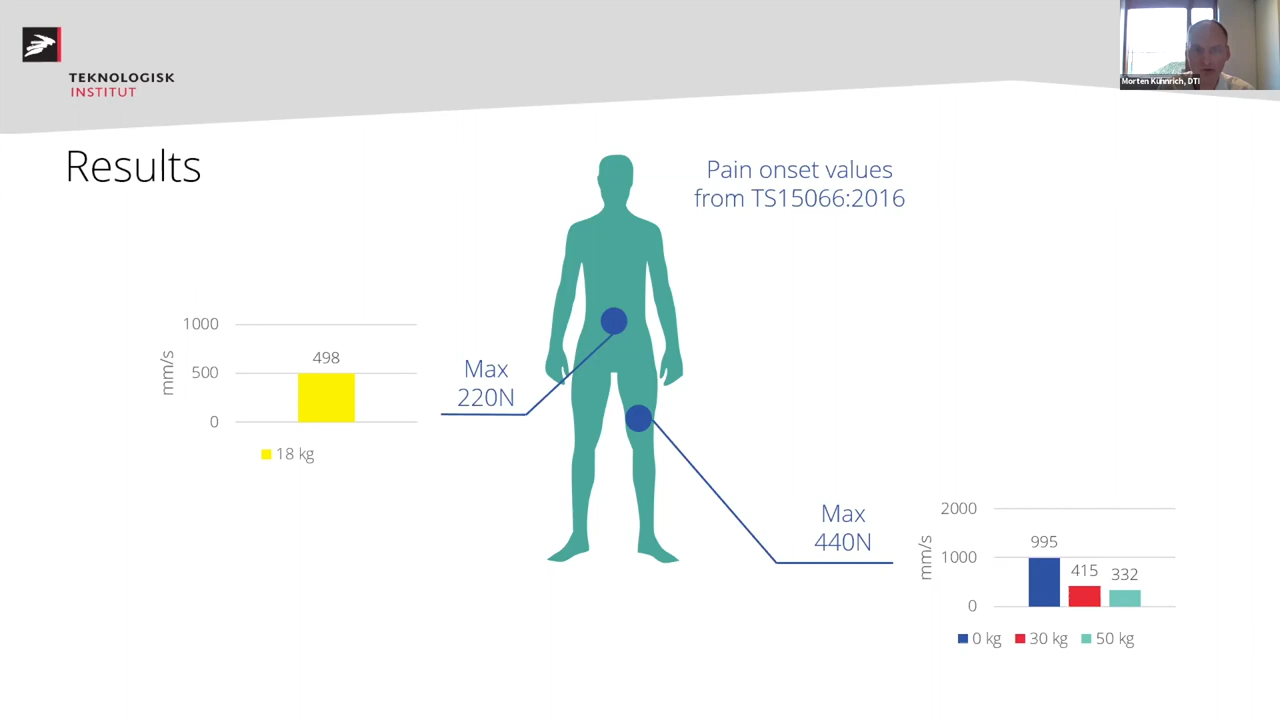 TEKNOLOGISK
INSTITUT
Morten Kühnrich, DTI
Results
Pain onset values
from TS15066:2016
1000
500
0
mm/s
498
18 kg
Max
220N
Max
440N
2000
1000
0
mm/s
995
415
332
0 kg
30 kg
50 kg